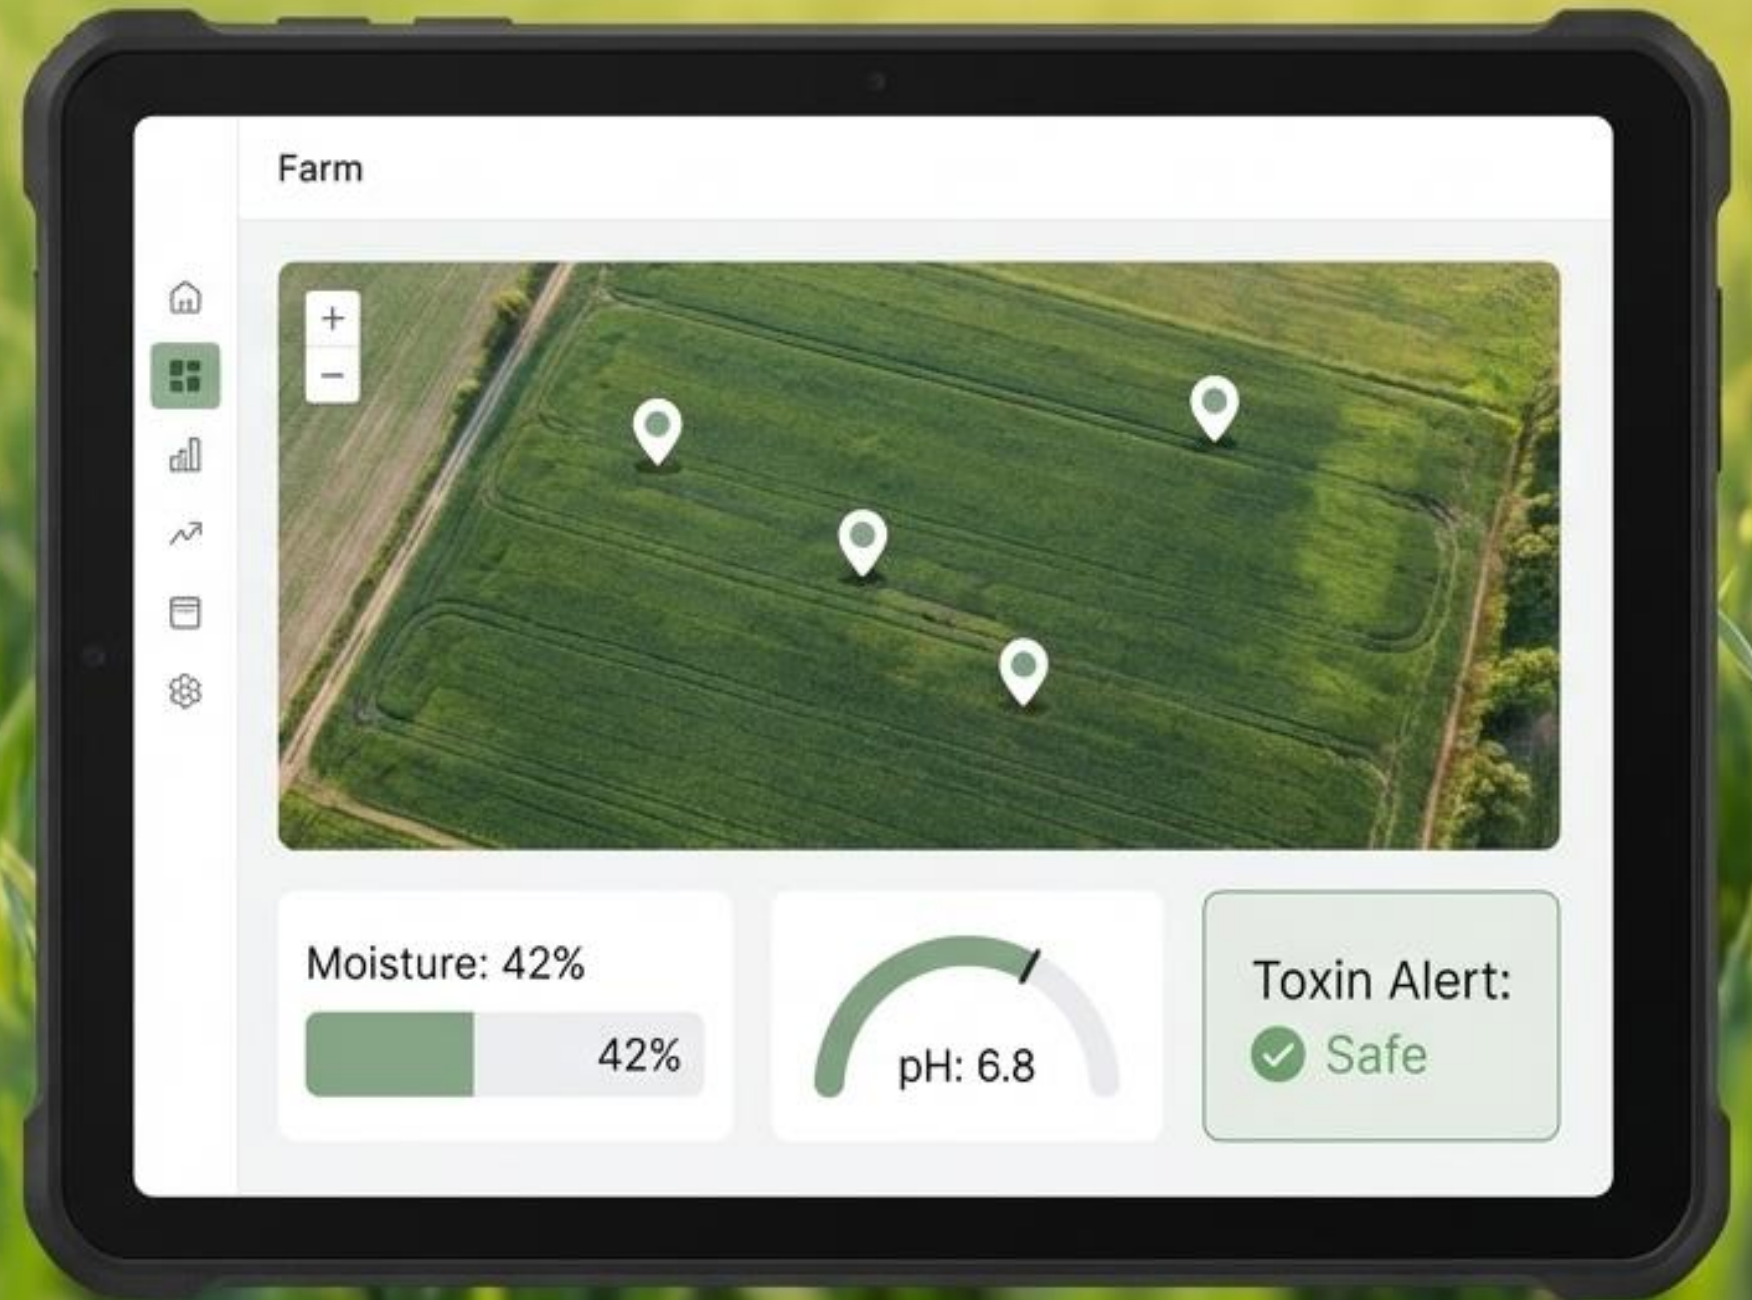 Farm
+
−
Moisture: 42%
42%
pH: 6.8
Toxin Alert:
Safe